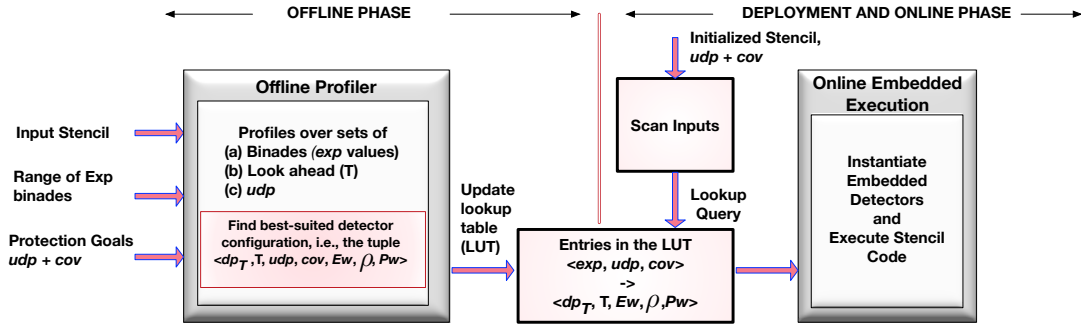 OFFLINE PHASE
DEPLOYMENT AND ONLINE PHASE
Input Stencil
Range of Exp
binades
Protection Goals
udp + cov
Offline Profiler
Profiles over sets of
(a) Binades (exp values)
(b) Look ahead (T)
(c) udp
Find best-suited detector
configuration, i.e., the tuple
<dp_T ,T, udp, cov, Ew, ρ, Pw>
Update
lookup
table
(LUT)
Initialized Stencil,
udp + cov
Scan Inputs
Lookup
Query
Entries in the LUT
<exp, udp, cov>
->
<dp_T, T, Ew, ρ,Pw>
Online Embedded
Execution
Instantiate
Embedded
Detectors
and
Execute Stencil
Code